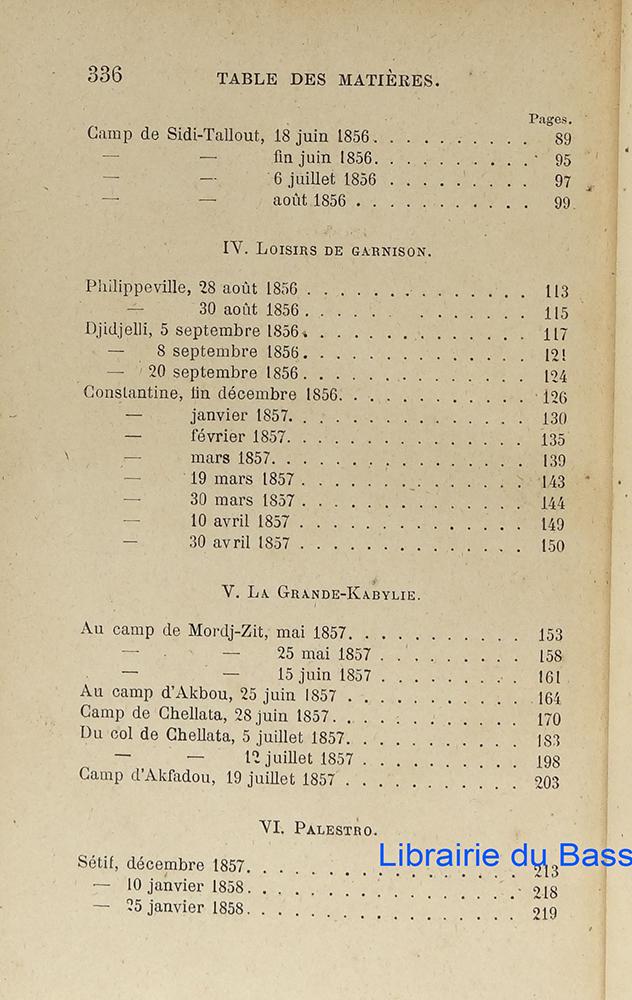 336 TABLE DES MATIÈRES.
Pages.
Camp de Sidi-Tallout, 18 juin 1856. . . . . . . . . . 89
— — fin juin 1856. . . . . . . . . . 95
— — 6 juillet 1856 . . . . . . . . . 97
— — août 1856 . . . . . . . . . . . 99
IV. LOISIRS DE GARNISON.
Philippeville, 28 août 1856 . . . . . . . . . . . . . . 113
— 30 août 1856 . . . . . . . . . . . . . 115
Djidjelli, 5 septembre 1856. . . . . . . . . . . . . . 117
— 8 septembre 1856. . . . . . . . . . . . . . 121
— 20 septembre 1856. . . . . . . . . . . . . . 124
Constantine, fin décembre 1856. . . . . . . . . . . . 126
— janvier 1857. . . . . . . . . . . . . . . 130
— février 1857. . . . . . . . . . . . . . . 135
— mars 1857. . . . . . . . . . . . . . . . 139
— 19 mars 1857 . . . . . . . . . . . . . . 143
— 30 mars 1857 . . . . . . . . . . . . . . 144
— 10 avril 1857 . . . . . . . . . . . . . . 149
— 30 avril 1857 . . . . . . . . . . . . . . 150
V. LA GRANDE-KABYLIE.
Au camp de Mordj-Zit, mai 1857. . . . . . . . . . . 153
— — 25 mai 1857 . . . . . . . . . 158
— — 15 juin 1857 . . . . . . . . . 161
Au camp d'Akbou, 25 juin 1857 . . . . . . . . . . . 164
Camp de Chellata, 28 juin 1857. . . . . . . . . . . . 170
Du col de Chellata, 5 juillet 1857. . . . . . . . . . . 183
— — 12 juillet 1857 . . . . . . . . . . 198
Camp d'Akfadou, 19 juillet 1857 . . . . . . . . . . . 203
VI. PALESTRO.
Librairie du Bass
Sétif, décembre 1857. . . . . . . . . . . . . . . . . 213
— 10 janvier 1858. . . . . . . . . . . . . . . . . 218
— 25 janvier 1858. . . . . . . . . . . . . . . . . 219